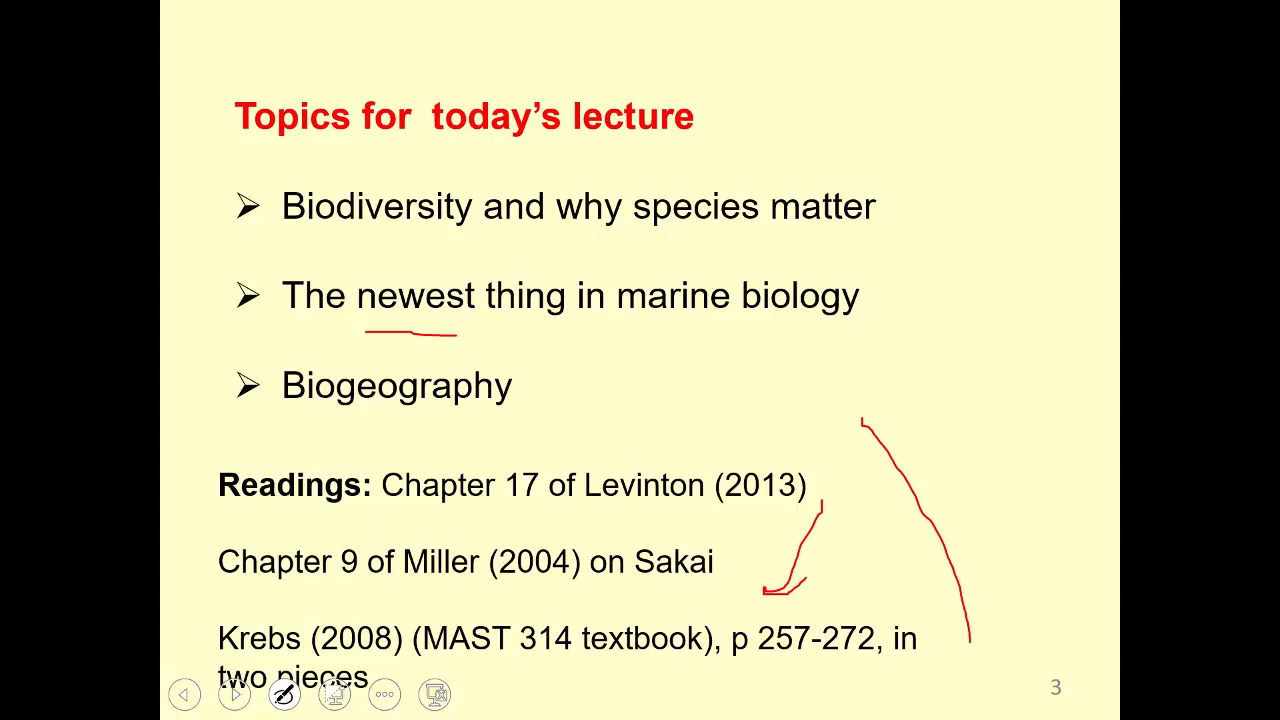 Topics for today's lecture
➢ Biodiversity and why species matter
➢ The newest thing in marine biology
➢ Biogeography
Readings: Chapter 17 of Levinton (2013)
Chapter 9 of Miller (2004) on Sakai
Krebs (2008) (MAST 314 textbook), p 257-272, in
two pieces
3